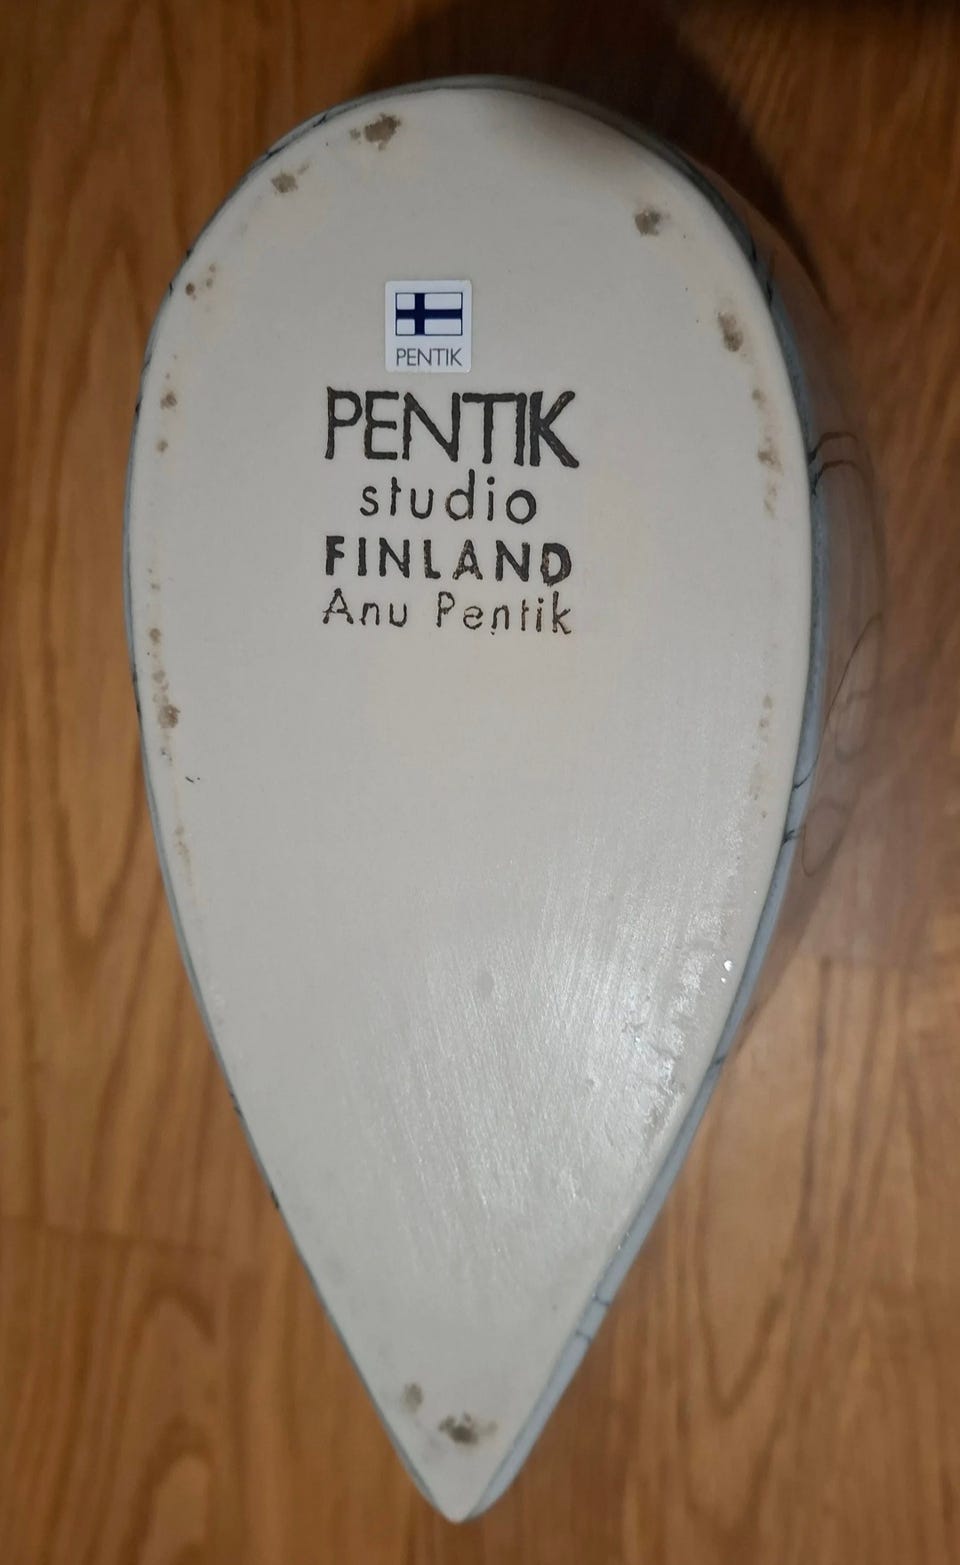 PENTIK
PENTIK
studio
FINLAND
Anu Pentik